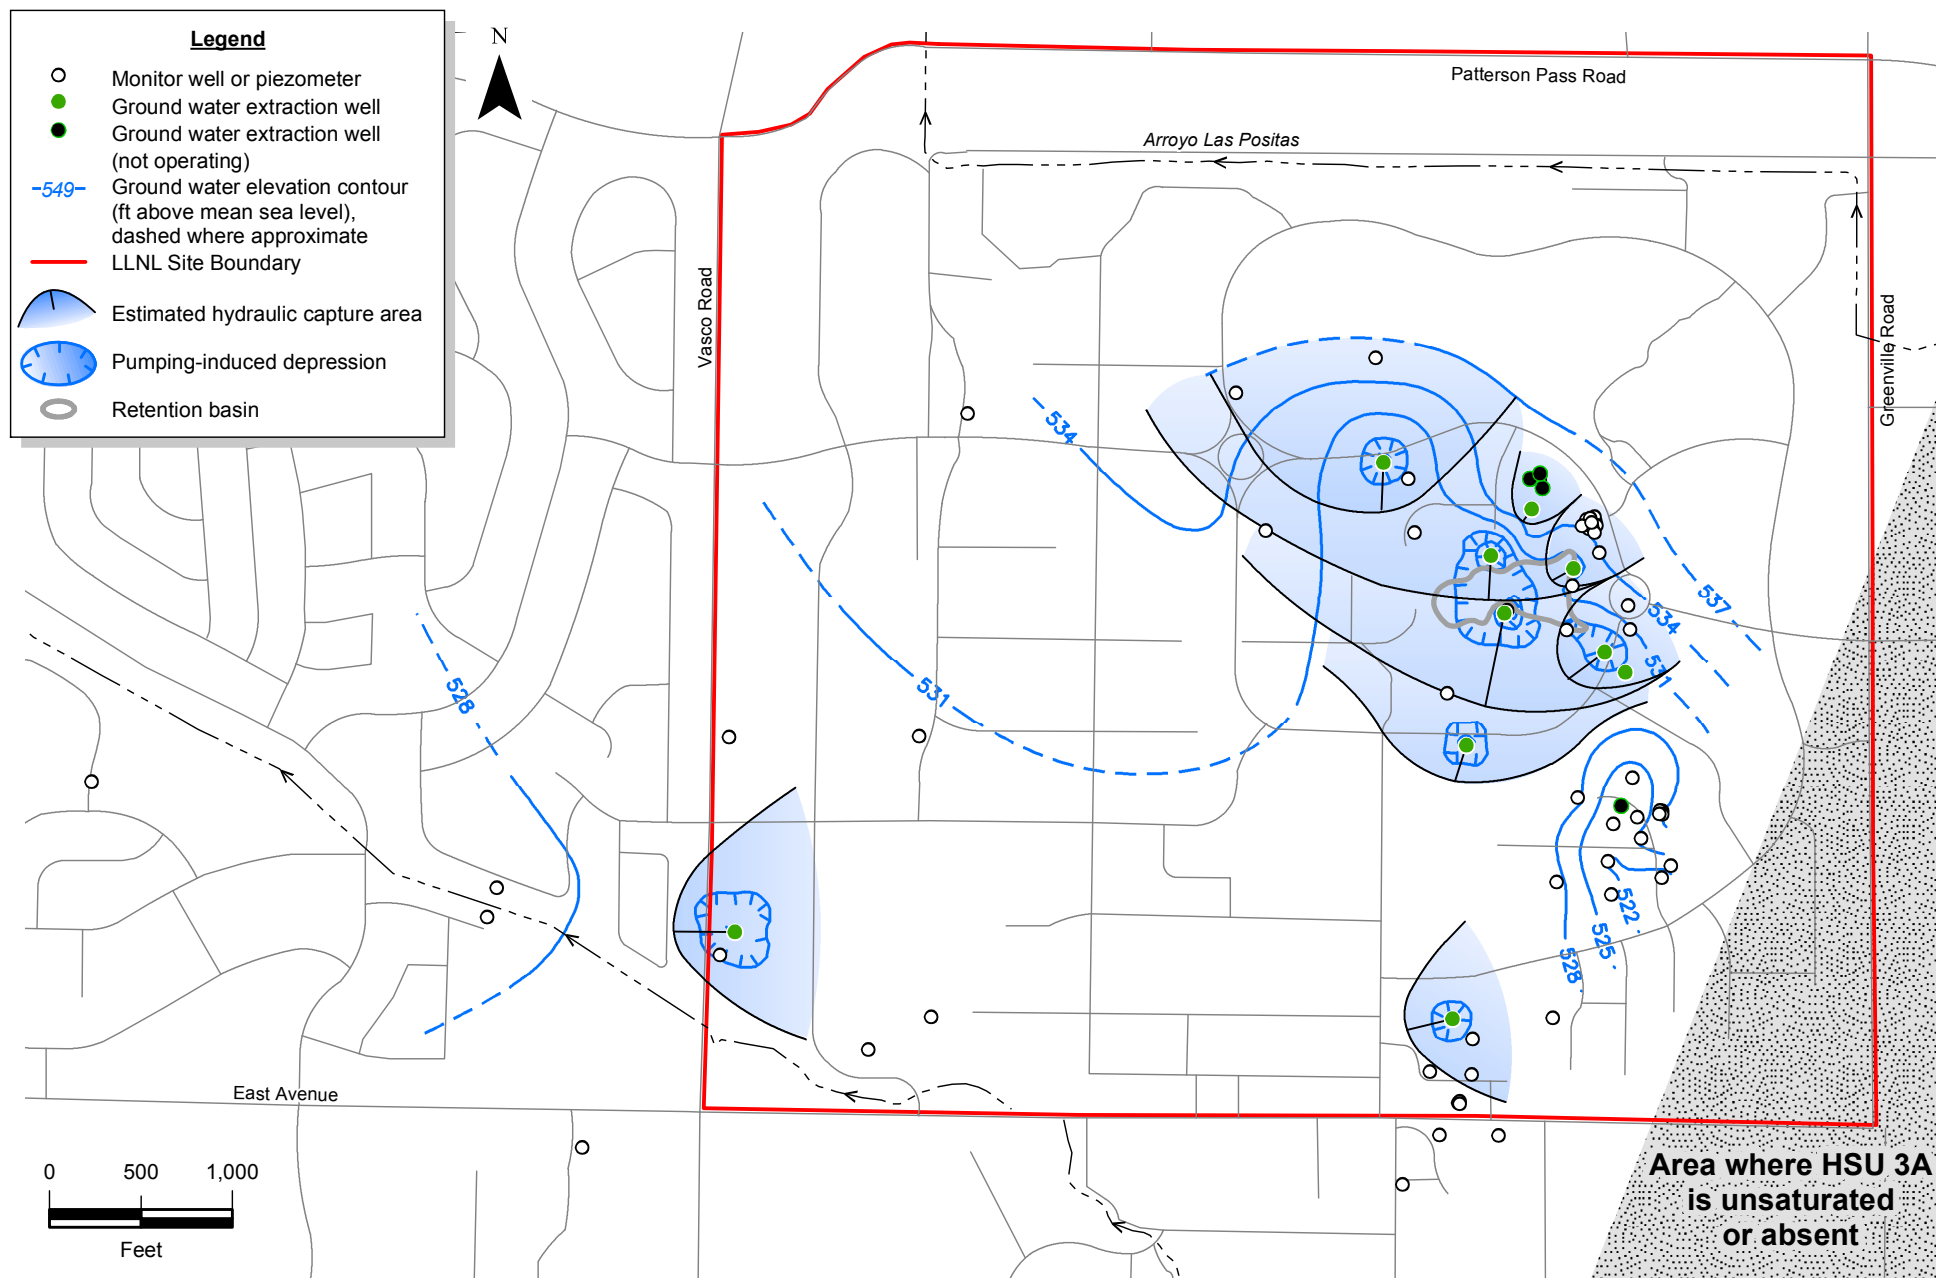 Legend
Monitor well or piezometer
Ground water extraction well
Ground water extraction well
(not operating)
-549-
Ground water elevation contour
(ft above mean sea level),
dashed where approximate
LLNL Site Boundary
Estimated hydraulic capture area
Pumping-induced depression
Retention basin
N
Patterson Pass Road
Arroyo Las Positas
Vasco Road
Greenville Road
534
537
534
531
531
528
522
525
528
East Avenue
0 500 1,000
Feet
Area where HSU 3A
is unsaturated
or absent